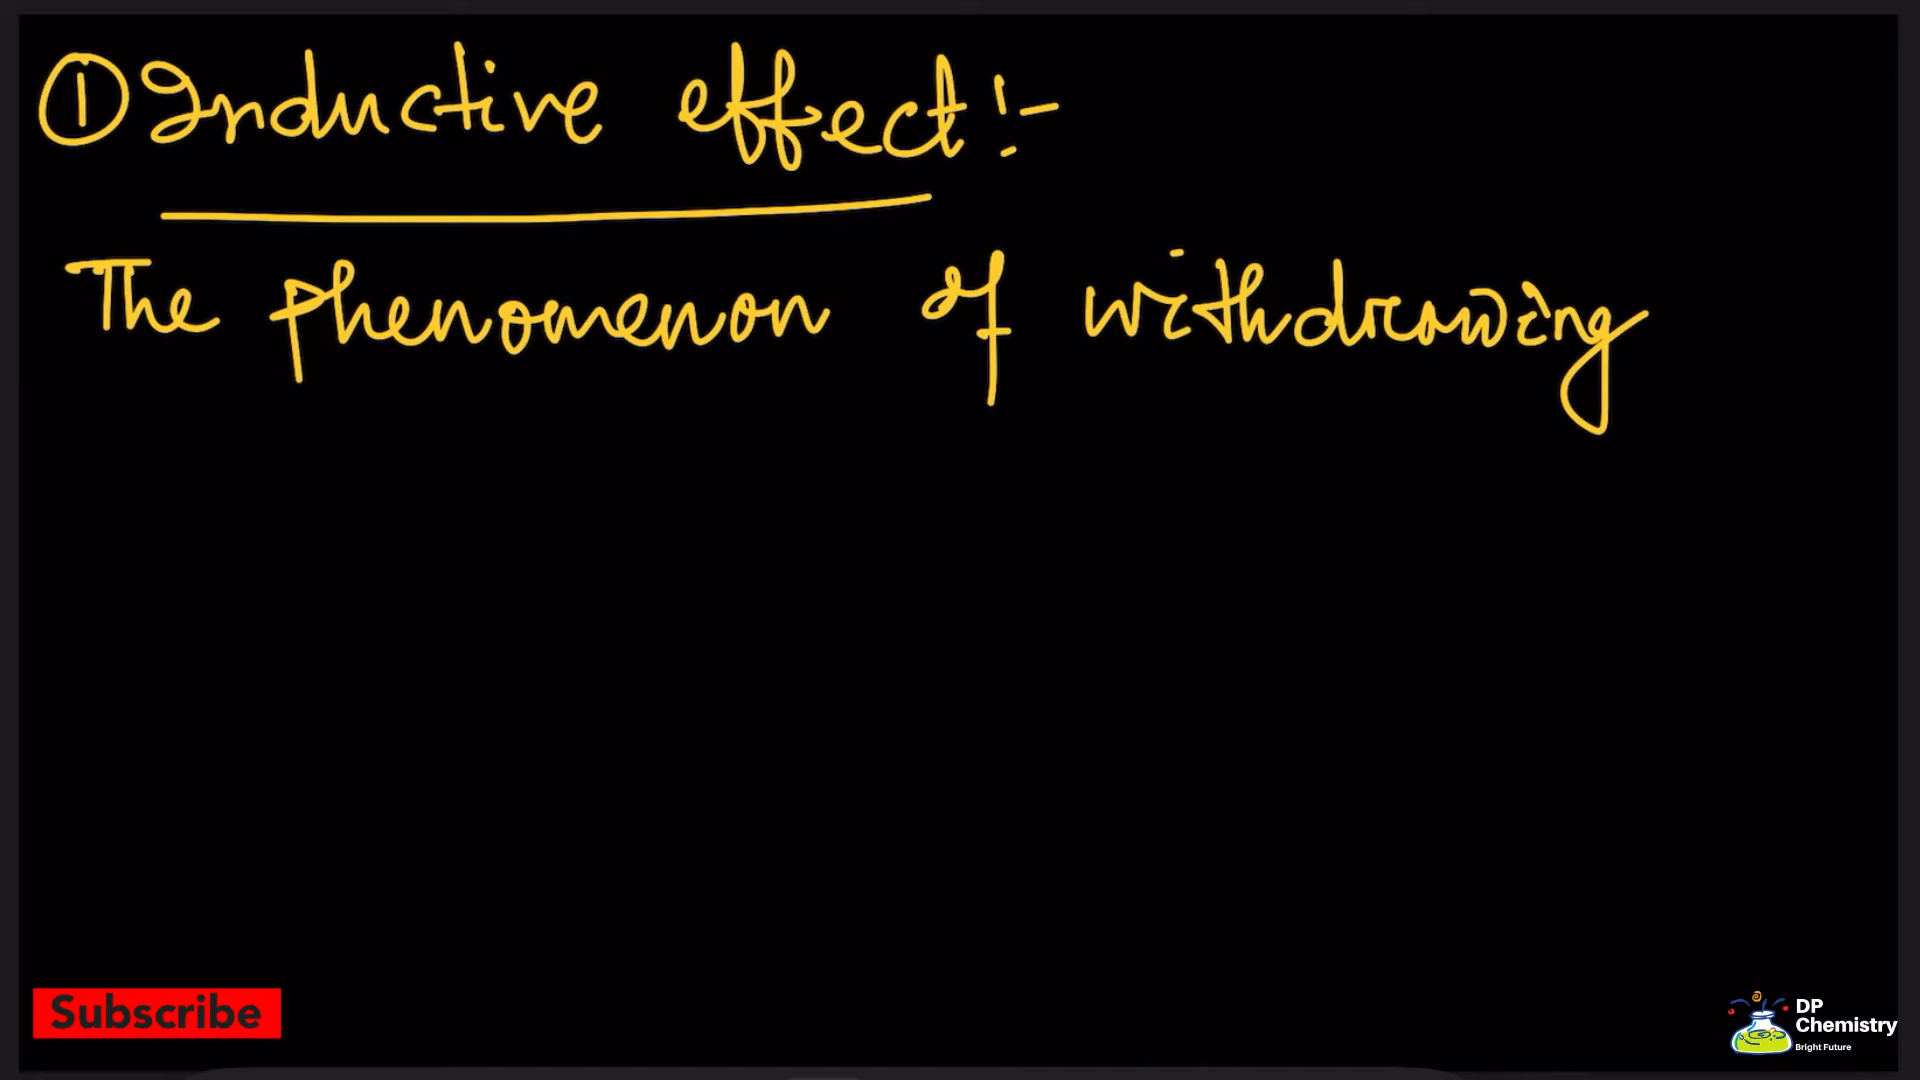 ① Inductive effect :-
The phenomenon of withdrawing
Subscribe
DP
Chemistry
Bright Future